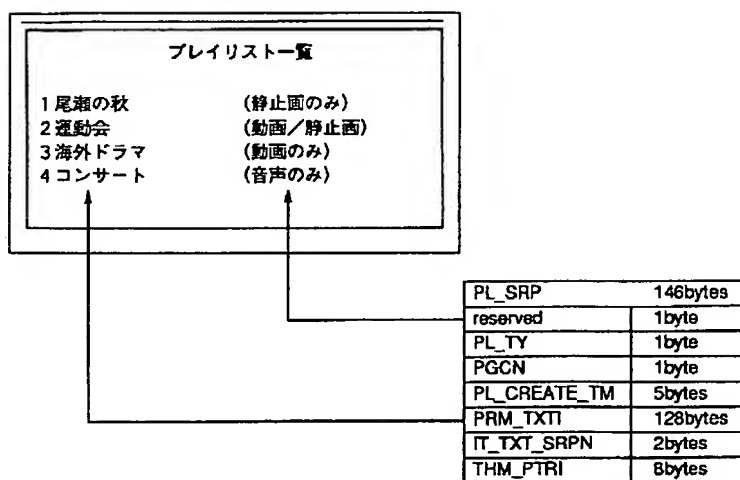 プレイリスト一覧
1 尾瀬の秋 (静止画のみ)
2 運動会 (動画/静止画)
3 海外ドラマ (動画のみ)
4 コンサート (音声のみ)
PL_SRP 146bytes
reserved 1byte
PL_TY 1byte
PGCN 1byte
PL_CREATE_TM 5bytes
PRM_TXTI 128bytes
IT_TXT_SRPN 2bytes
THM_PTRI 8bytes